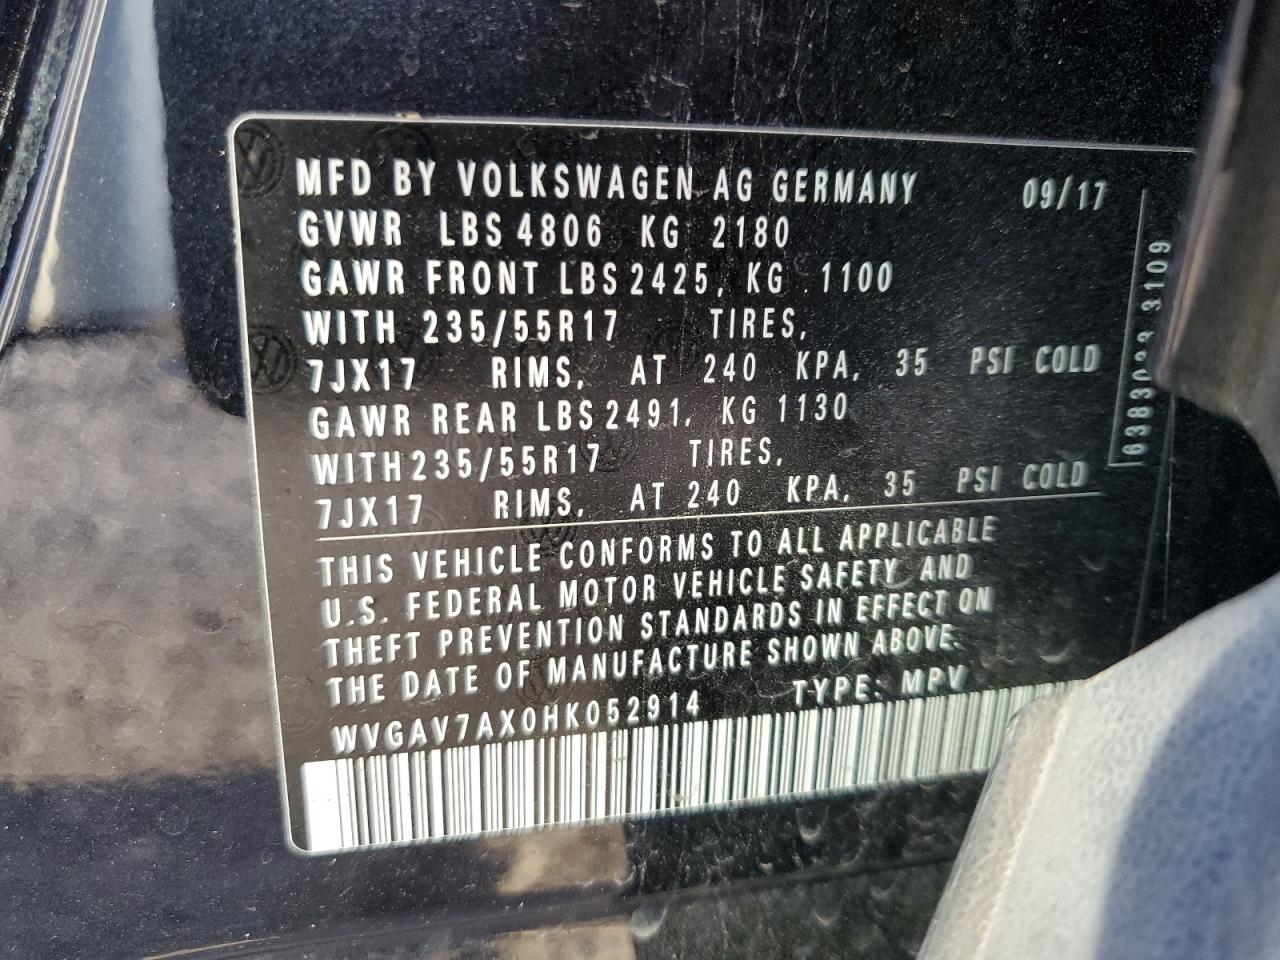 MFD BY VOLKSWAGEN AG GERMANY 09/17
GVWR LBS 4806 KG 2180
GAWR FRONT LBS 2425, KG 1100
WITH 235/55R17 TIRES,
7JX17 RIMS, AT 240 KPA, 35 PSI COLD
GAWR REAR LBS 2491, KG 1130
WITH 235/55R17 TIRES,
7JX17 RIMS, AT 240 KPA, 35 PSI COLD
THIS VEHICLE CONFORMS TO ALL APPLICABLE
U.S. FEDERAL MOTOR VEHICLE SAFETY AND
THEFT PREVENTION STANDARDS IN EFFECT ON
THE DATE OF MANUFACTURE SHOWN ABOVE.
WVGAV7AX0HK052914 TYPE: MPV
3109